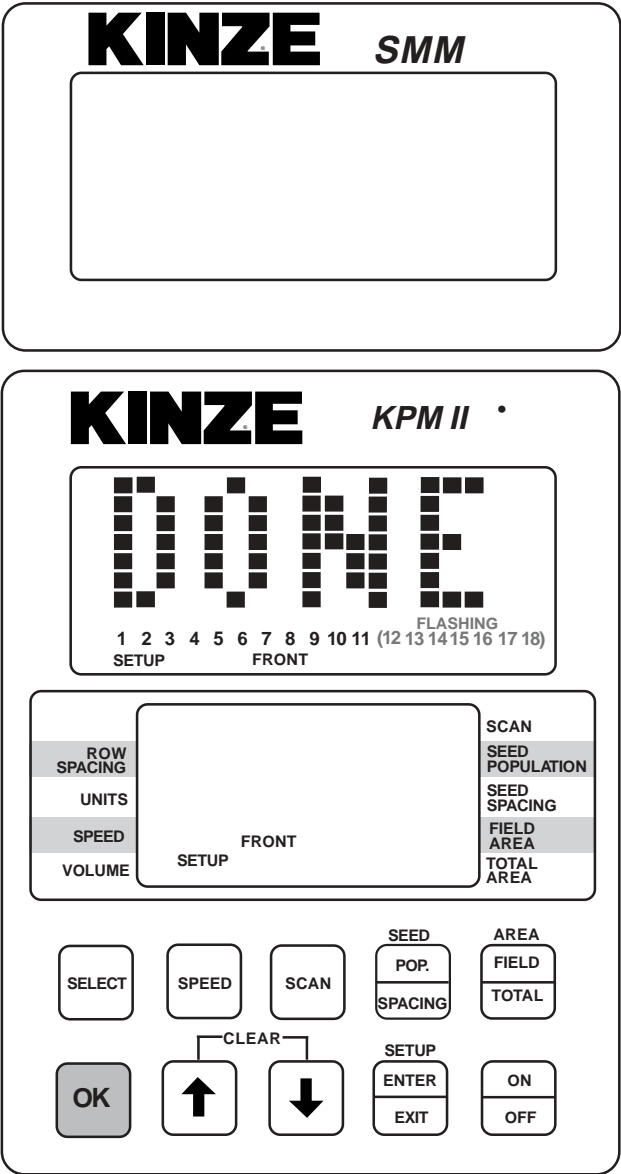 KINZE SMM
KINZE KPM II
DONE
FLASHING
1 2 3 4 5 6 7 8 9 10 11 (12 13 14 15 16 17 18)
SETUP FRONT
SCAN
ROW SPACING
SEED POPULATION
UNITS
SEED SPACING
SPEED
FRONT
FIELD AREA
VOLUME
SETUP
TOTAL AREA
SEED AREA
SELECT SPEED SCAN POP. FIELD
SPACING TOTAL
CLEAR
SETUP
OK ENTER ON
EXIT OFF